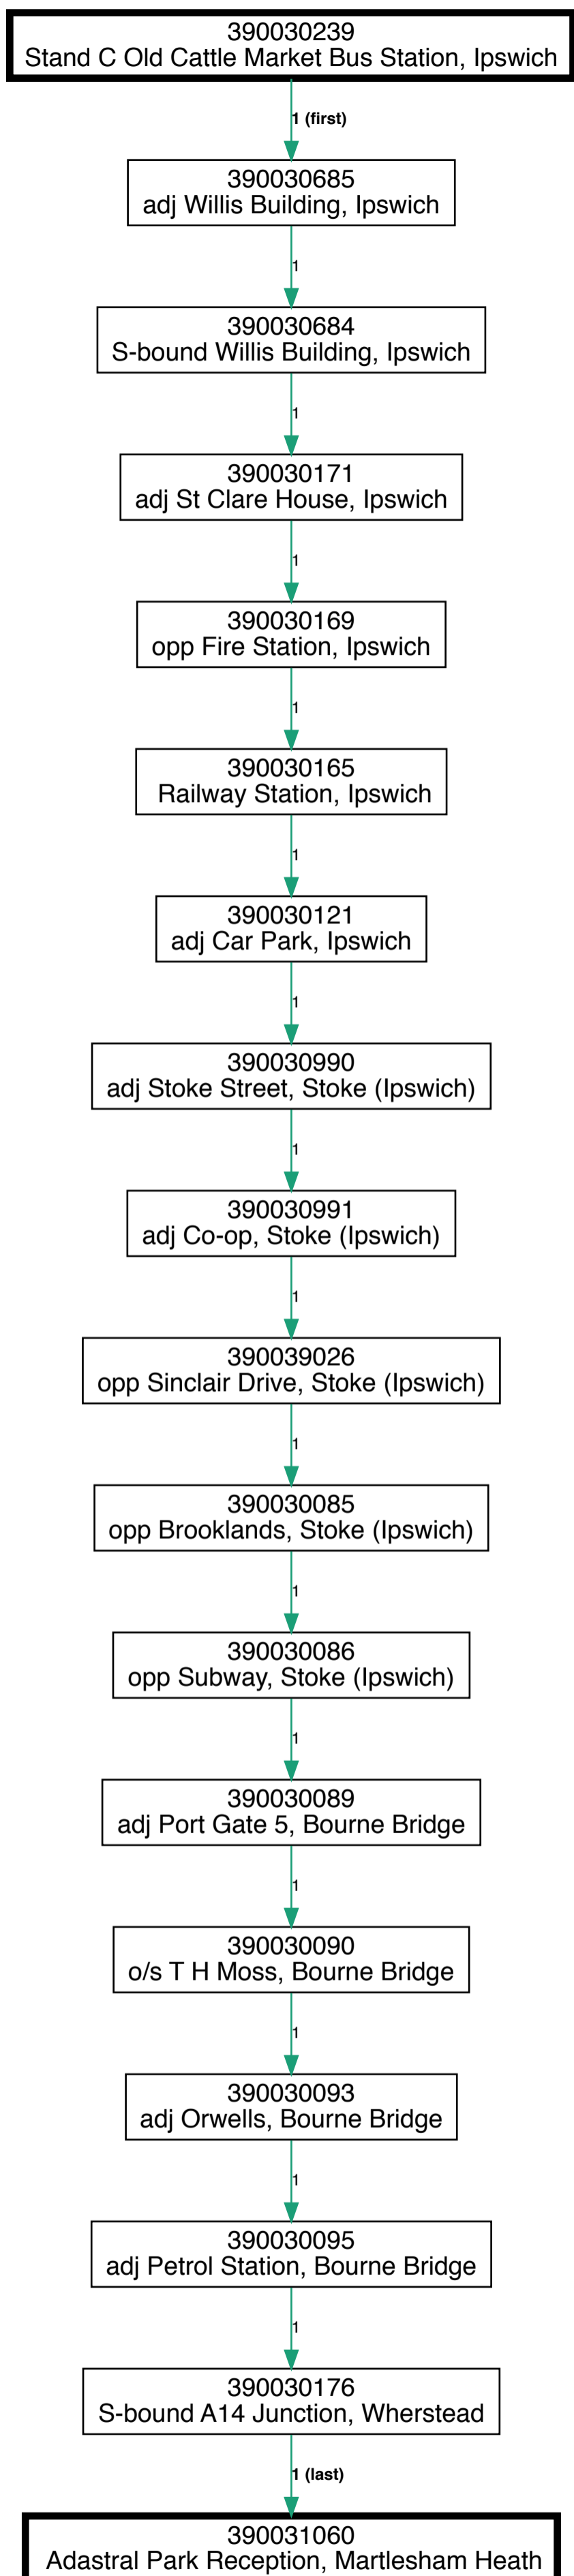 390030239
Stand C Old Cattle Market Bus Station, Ipswich
1 (first)
390030685
adj Willis Building, Ipswich
1
390030684
S-bound Willis Building, Ipswich
1
390030171
adj St Clare House, Ipswich
1
390030169
opp Fire Station, Ipswich
1
390030165
Railway Station, Ipswich
1
390030121
adj Car Park, Ipswich
1
390030990
adj Stoke Street, Stoke (Ipswich)
1
390030991
adj Co-op, Stoke (Ipswich)
1
390039026
opp Sinclair Drive, Stoke (Ipswich)
1
390030085
opp Brooklands, Stoke (Ipswich)
1
390030086
opp Subway, Stoke (Ipswich)
1
390030089
adj Port Gate 5, Bourne Bridge
1
390030090
o/s T H Moss, Bourne Bridge
1
390030093
adj Orwells, Bourne Bridge
1
390030095
adj Petrol Station, Bourne Bridge
1
390030176
S-bound A14 Junction, Wherstead
1 (last)
390031060
Adastral Park Reception, Martlesham Heath